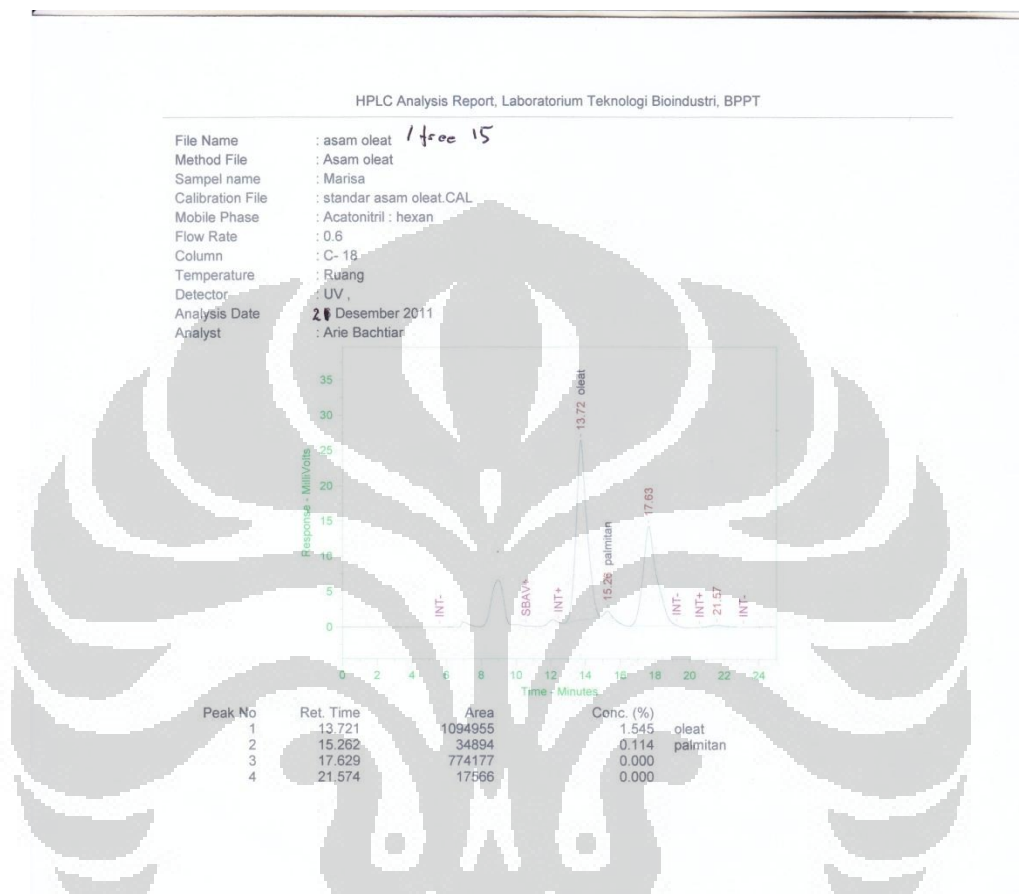 HPLC Analysis Report, Laboratorium Teknologi Bioindustri, BPPT
File Name : asam oleat / free 15
Method File : Asam oleat
Sampel name : Marisa
Calibration File : standar asam oleat.CAL
Mobile Phase : Acatonitril : hexan
Flow Rate : 0.6
Column : C- 18
Temperature : Ruang
Detector : UV ,
Analysis Date Desember 2011
Analyst : Arie Bachtiar
Response - MilliVolts
35
30
25
20
15
10
5
0
INT-
SBAV+
INT+
13.72 oleat
15.26 palmitan
17.63
INT-
INT+
21.57
INT-
0 2 4 6 8 10 12 14 16 18 20 22 24
Time - Minutes
Peak No Ret. Time Area Conc. (%)
1 13.721 1094955 1.545 oleat
2 15.262 34894 0.114 palmitan
3 17.629 774177 0.000
4 21.574 17566 0.000